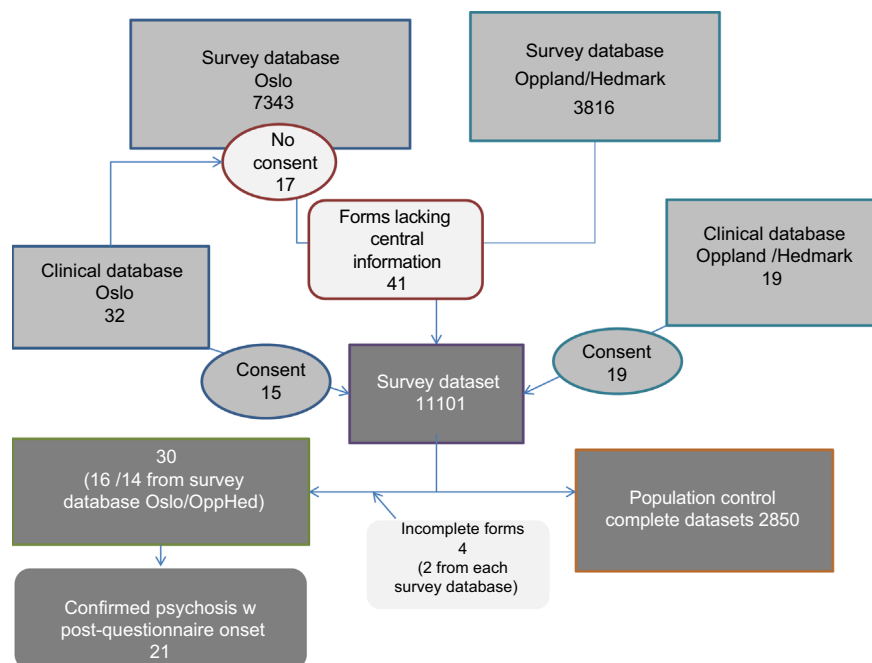 Survey database
Oslo
7343
Survey database
Oppland/Hedmark
3816
No
consent
17
Forms lacking
central
information
41
Clinical database
Oslo
32
Clinical database
Oppland /Hedmark
19
Consent
15
Survey dataset
11101
Consent
19
30
(16 /14 from survey
database Oslo/OppHed)
Population control
complete datasets 2850
Incomplete forms
4
(2 from each
survey database)
Confirmed psychosis w
post-questionnaire onset
21